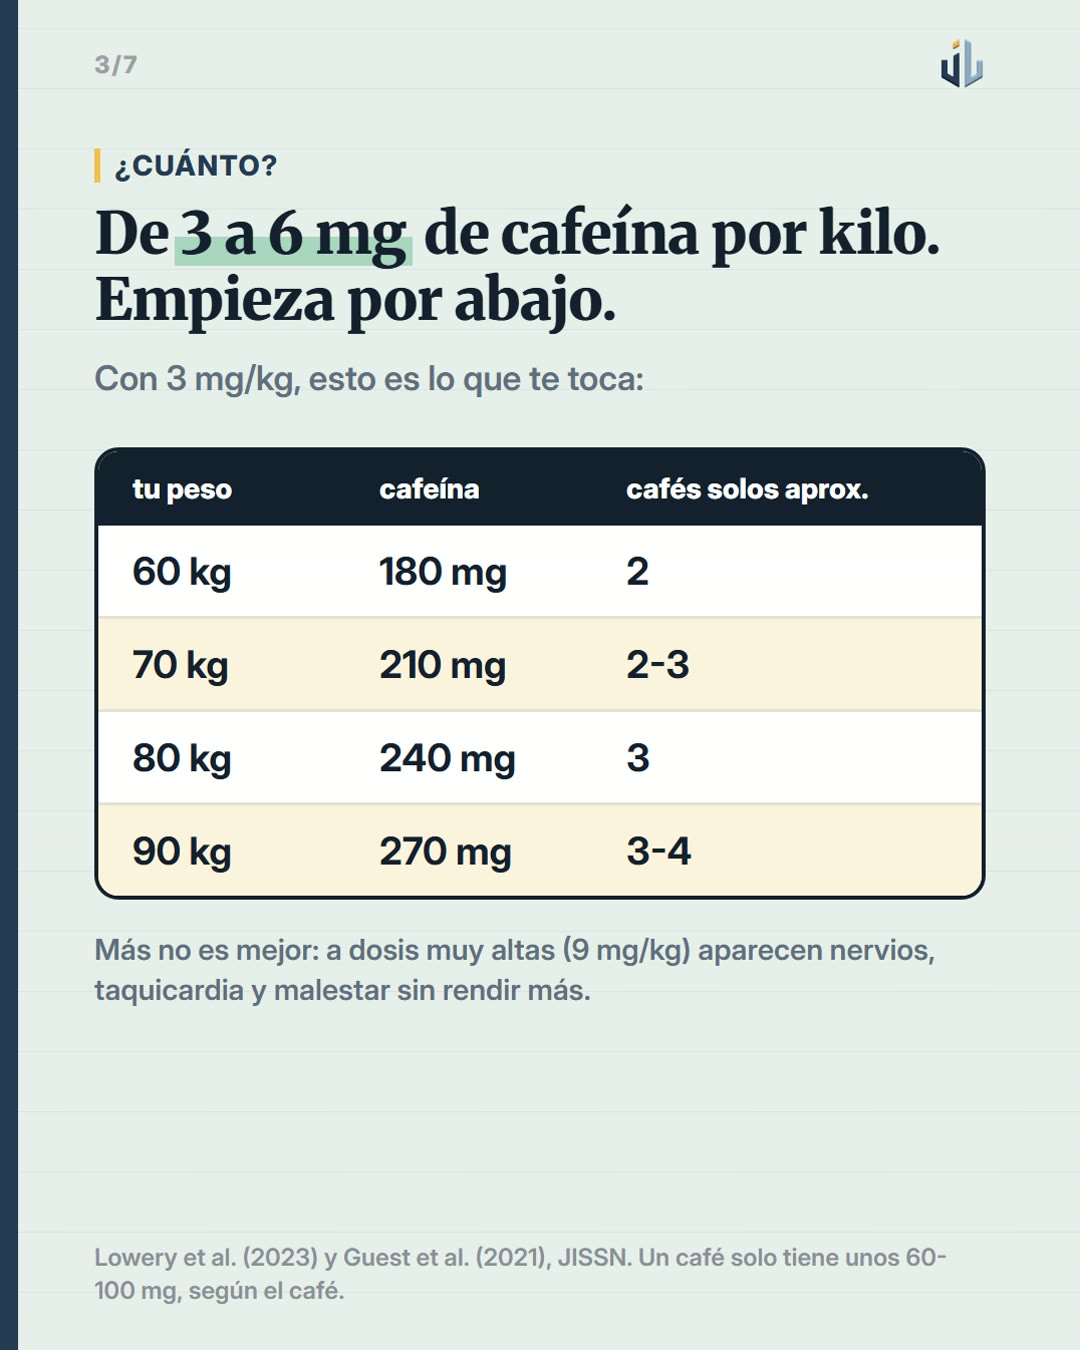 3/7
¿CUÁNTO?
De 3 a 6 mg de cafeína por kilo.
Empieza por abajo.
Con 3 mg/kg, esto es lo que te toca:
tu peso cafeína cafés solos aprox.
60 kg 180 mg 2
70 kg 210 mg 2-3
80 kg 240 mg 3
90 kg 270 mg 3-4
Más no es mejor: a dosis muy altas (9 mg/kg) aparecen nervios,
taquicardia y malestar sin rendir más.
Lowery et al. (2023) y Guest et al. (2021), JISSN. Un café solo tiene unos 60-
100 mg, según el café.